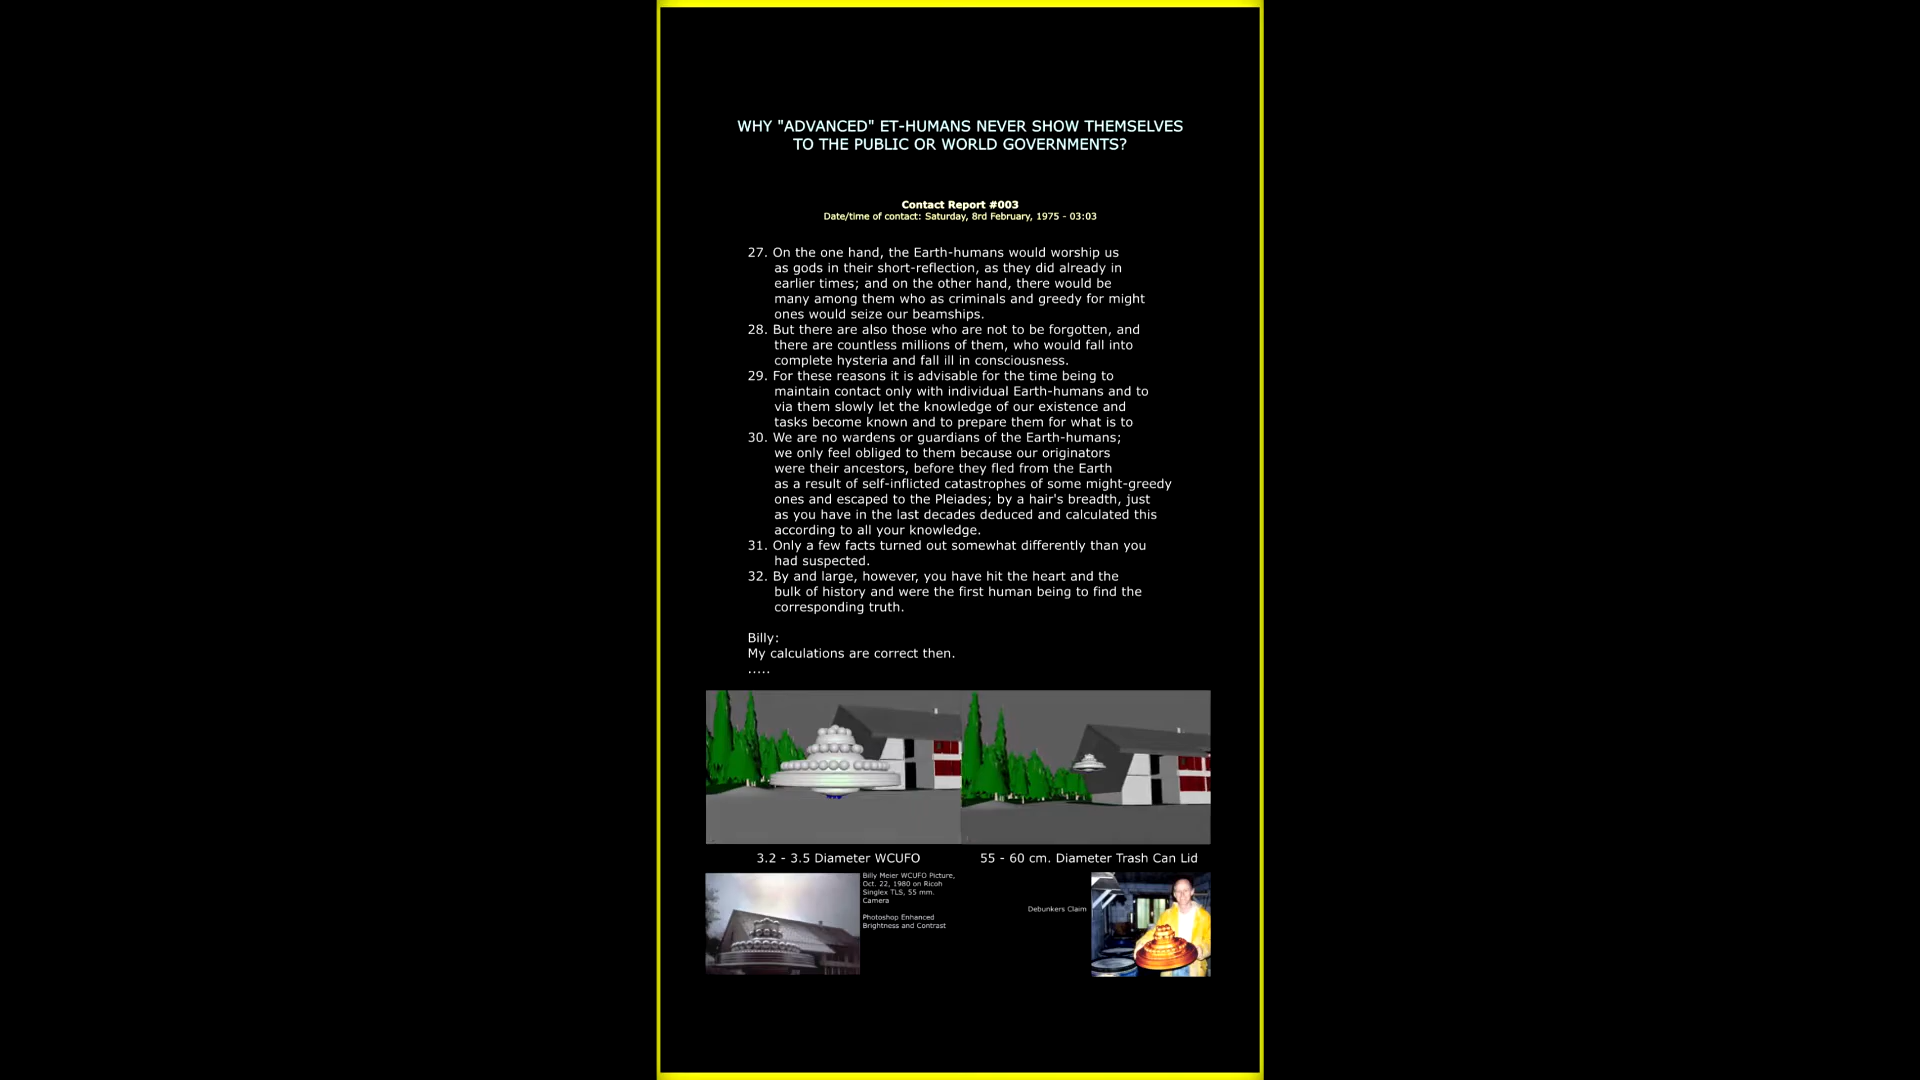 WHY "ADVANCED" ET-HUMANS NEVER SHOW THEMSELVES
TO THE PUBLIC OR WORLD GOVERNMENTS?
Contact Report #003
Date/time of contact: Saturday, 8rd February, 1975 - 03:03
27. On the one hand, the Earth-humans would worship us
as gods in their short-reflection, as they did already in
earlier times; and on the other hand, there would be
many among them who as criminals and greedy for might
ones would seize our beamships.
28. But there are also those who are not to be forgotten, and
there are countless millions of them, who would fall into
complete hysteria and fall ill in consciousness.
29. For these reasons it is advisable for the time being to
maintain contact only with individual Earth-humans and to
via them slowly let the knowledge of our existence and
tasks become known and to prepare them for what is to
30. We are no wardens or guardians of the Earth-humans;
we only feel obliged to them because our originators
were their ancestors, before they fled from the Earth
as a result of self-inflicted catastrophes of some might-greedy
ones and escaped to the Pleiades; by a hair's breadth, just
as you have in the last decades deduced and calculated this
according to all your knowledge.
31. Only a few facts turned out somewhat differently than you
had suspected.
32. By and large, however, you have hit the heart and the
bulk of history and were the first human being to find the
corresponding truth.
Billy:
My calculations are correct then.
.....
3.2 - 3.5 Diameter WCUFO
55 - 60 cm. Diameter Trash Can Lid
Billy Meier WCUFO Picture,
Oct. 22, 1980 on Ricoh
Singlex TLS, 55 mm.
Camera
Photoshop Enhanced
Brightness and Contrast
Debunkers Claim